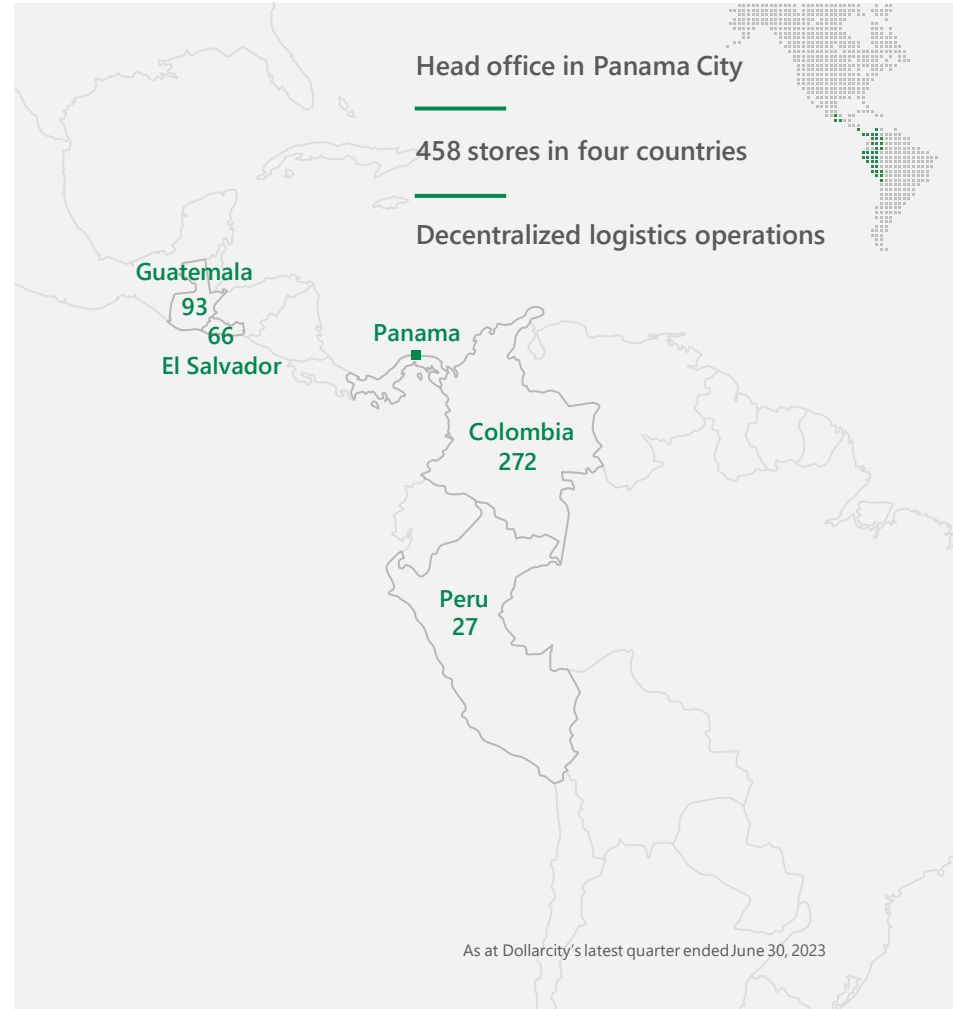 Head office in Panama City
458 stores in four countries
Decentralized logistics operations
Guatemala
93
66
El Salvador
Panama
Colombia
272
Peru
27
As at Dollarcity's latest quarter ended June 30, 2023